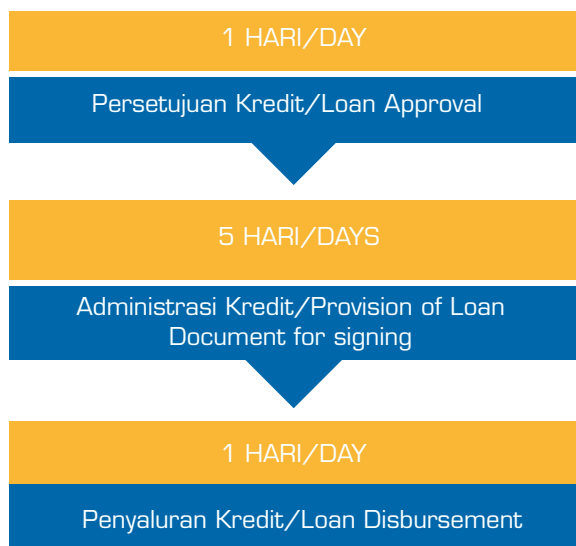 1 HARI/DAY
Persetujuan Kredit/Loan Approval
5 HARI/DAYS
Administrasi Kredit/Provision of Loan
Document for signing
1 HARI/DAY
Penyaluran Kredit/Loan Disbursement